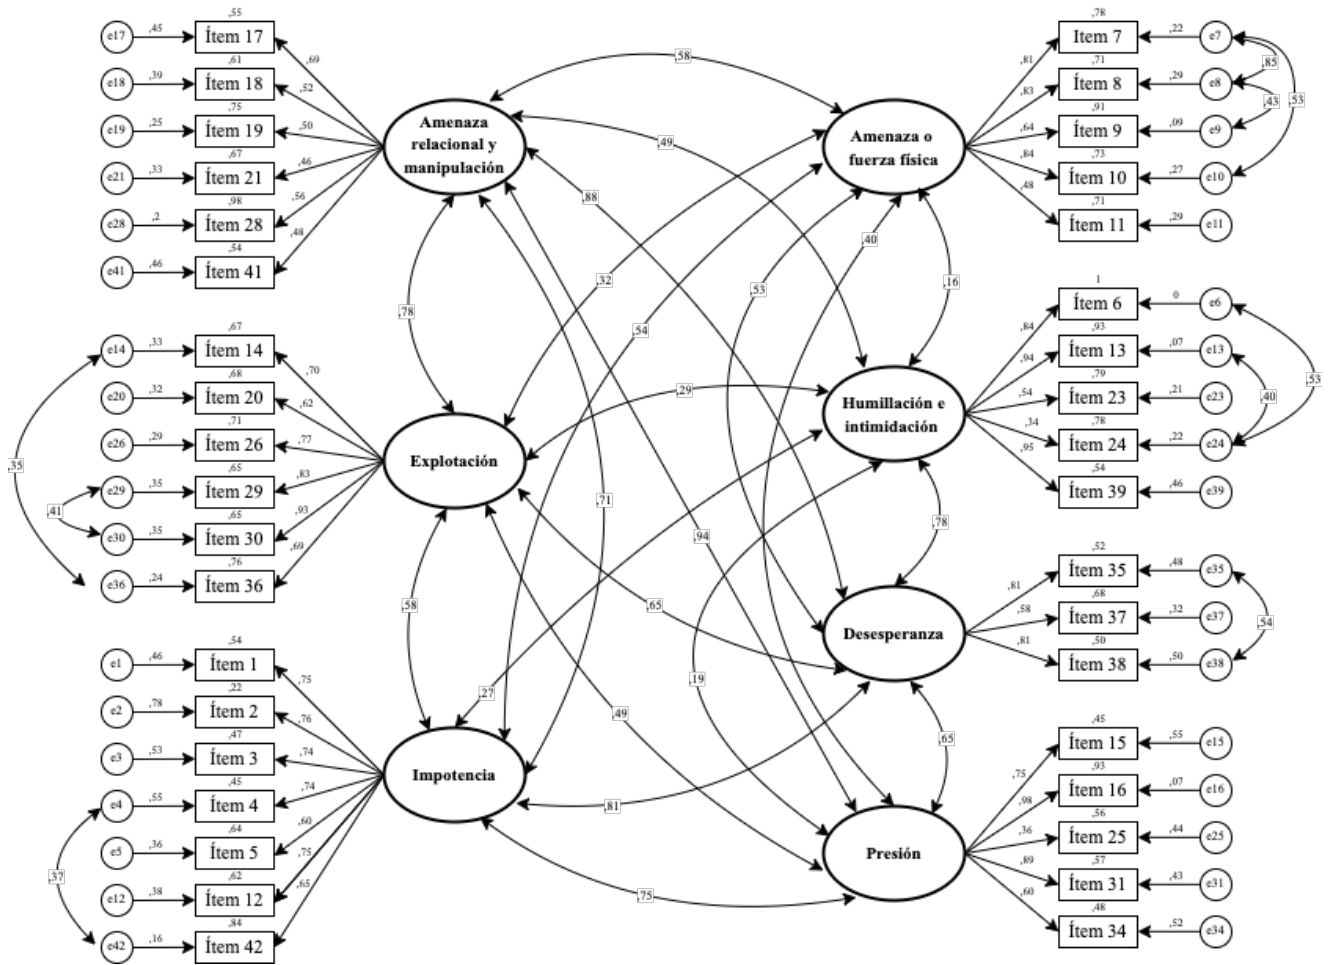 ,55
e17 ,45 Ítem 17 ,69
,61
e18 ,39 Ítem 18 ,52
,75
e19 ,25 Ítem 19 ,50
,67
e21 ,33 Ítem 21 ,46
,98
e28 ,2 Ítem 28 ,56
,54
e41 ,46 Ítem 41 ,48
Amenaza
relacional y
manipulación
,67
e14 ,33 Ítem 14 ,70
,68
e20 ,32 Ítem 20 ,62
,71
e26 ,29 Ítem 26 ,77
,65
e29 ,35 Ítem 29 ,83
,65
e30 ,35 Ítem 30 ,93
,76
e36 ,24 Ítem 36 ,69
,35
,41
Explotación
,54
e1 ,46 Ítem 1 ,75
,22
e2 ,78 Ítem 2 ,76
,47
e3 ,53 Ítem 3 ,74
,45
e4 ,55 Ítem 4 ,74
,64
e5 ,36 Ítem 5 ,60
,62
e12 ,38 Ítem 12 ,75
,84
e42 ,16 Ítem 42 ,65
,37
Impotencia
,58
,49
,88
,40
,16
,32
,53
,78
,54
,29
,71
,78
,94
,58
,65
,19
,27
,49
,65
,81
,75
Amenaza o
fuerza física
,78
,81 Item 7 ,22 e7
,71
,83 Ítem 8 ,29 e8
,91
,64 Ítem 9 ,09 e9
,73
,84 Ítem 10 ,27 e10
,71
,48 Ítem 11 ,29 e11
,85
,43
,53
Humillación e
intimidación
1
,84 Ítem 6 0 e6
,93
,94 Ítem 13 ,07 e13
,79
,54 Ítem 23 ,21 e23
,78
,34 Ítem 24 ,22 e24
,54
,95 Ítem 39 ,46 e39
,53
,40
Desesperanza
,52
,81 Ítem 35 ,48 e35
,68
,58 Ítem 37 ,32 e37
,50
,81 Ítem 38 ,50 e38
,54
Presión
,45
,75 Ítem 15 ,55 e15
,93
,98 Ítem 16 ,07 e16
,56
,36 Ítem 25 ,44 e25
,57
,89 Ítem 31 ,43 e31
,48
,60 Ítem 34 ,52 e34